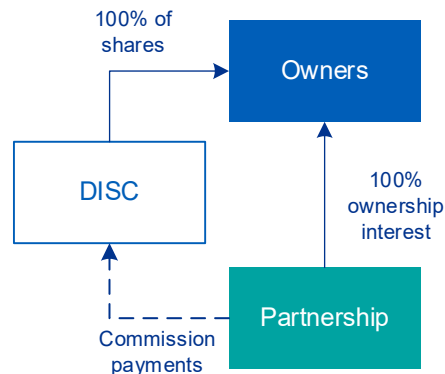 100% of
shares
Owners
DISC
100%
ownership
interest
Partnership
Commission
payments